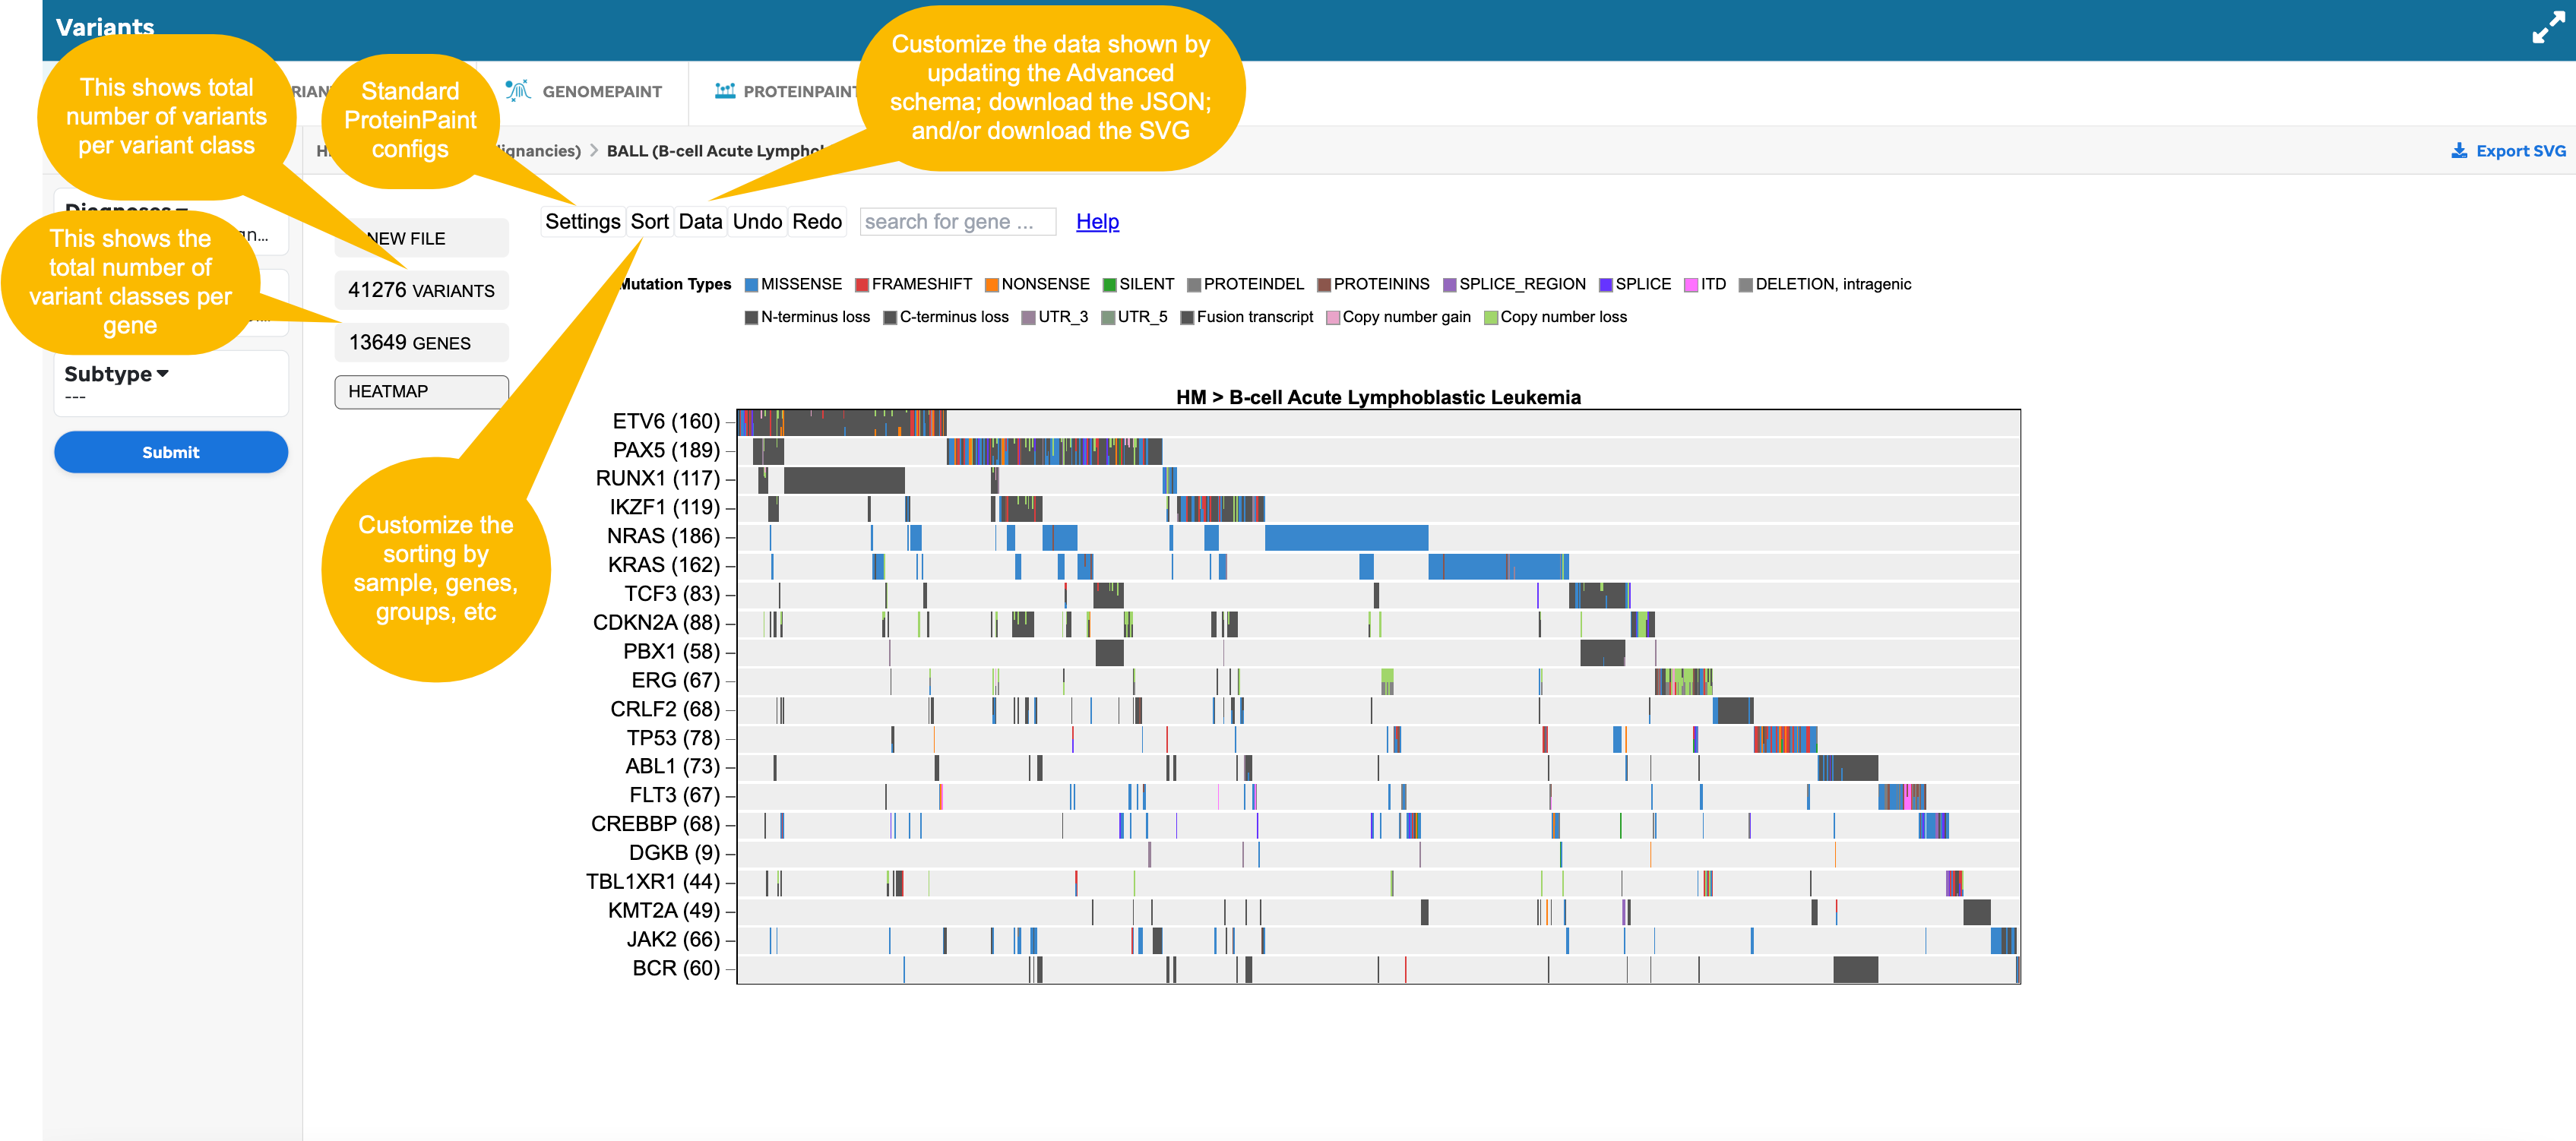 Variants
This shows total
number of variants
per variant class
Standard
ProteinPaint
configs
Customize the data shown by
updating the Advanced
schema; download the JSON;
and/or download the SVG
GENOMEPAINT
PROTEINPAINT
BALL (B-cell Acute Lymphobl
Export SVG
Diagnoses
This shows the
total number of
variant classes per
gene
Subtype
---
Submit
NEW FILE
41276 VARIANTS
13649 GENES
HEATMAP
Settings Sort Data Undo Redo search for gene ... Help
Mutation Types MISSENSE FRAMESHIFT NONSENSE SILENT PROTEINDEL PROTEININS SPLICE_REGION SPLICE ITD DELETION, intragenic
N-terminus loss C-terminus loss UTR_3 UTR_5 Fusion transcript Copy number gain Copy number loss
Customize the
sorting by
sample, genes,
groups, etc
HM > B-cell Acute Lymphoblastic Leukemia
ETV6 (160)
PAX5 (189)
RUNX1 (117)
IKZF1 (119)
NRAS (186)
KRAS (162)
TCF3 (83)
CDKN2A (88)
PBX1 (58)
ERG (67)
CRLF2 (68)
TP53 (78)
ABL1 (73)
FLT3 (67)
CREBBP (68)
DGKB (9)
TBL1XR1 (44)
KMT2A (49)
JAK2 (66)
BCR (60)